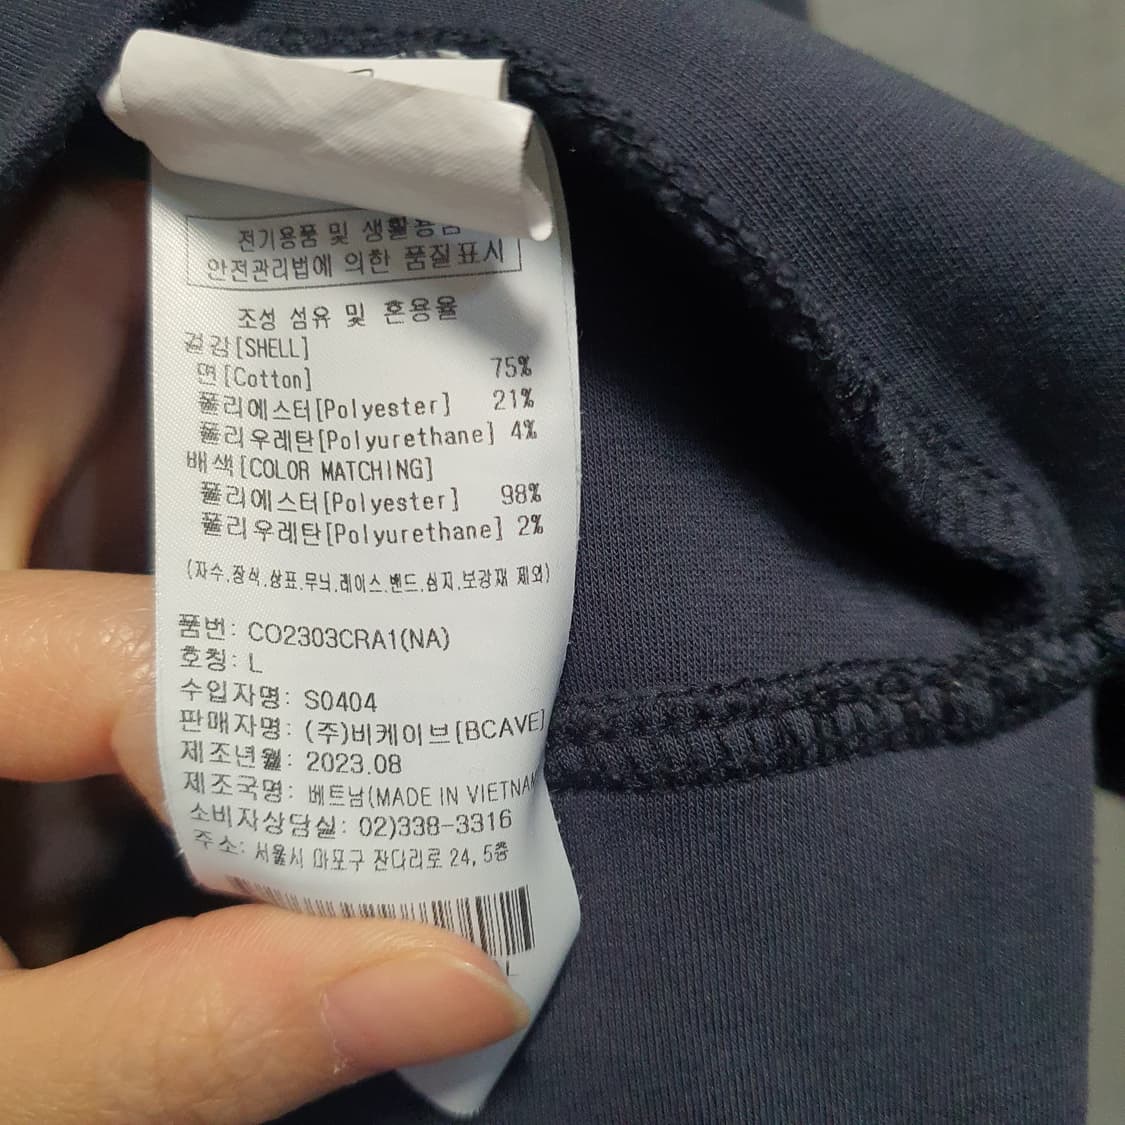 전기용품 및 생활용품
안전관리법에 의한 품질표시
조성 섬유 및 혼용율
겉감[SHELL]
면[Cotton] 75%
폴리에스터[Polyester] 21%
폴리우레탄[Polyurethane] 4%
배색[COLOR MATCHING]
폴리에스터[Polyester] 98%
폴리우레탄[Polyurethane] 2%
(자수.장식.상표.무늬.레이스.밴드.심지.보강재 제외)
품번: CO2303CRA1(NA)
호칭: L
수입자명: S0404
판매자명: (주)비케이브[BCAVE]
제조년월: 2023.08
제조국명: 베트남(MADE IN VIETNA
소비자상담실: 02)338-3316
주소: 서울시 마포구 잔다리로 24, 5층
L